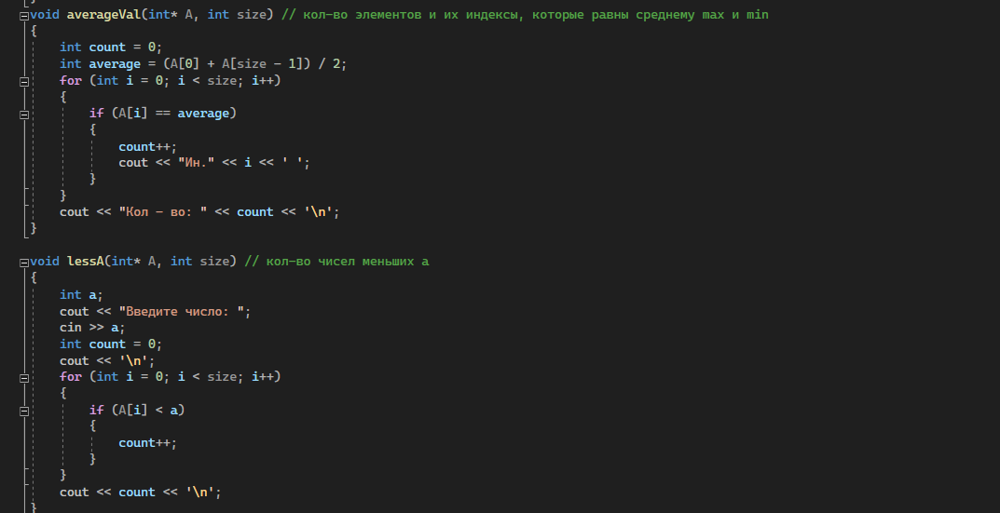 void averageVal(int* A, int size) // кол-во элементов и их индексы, которые равны среднему max и min
{
int count = 0;
int average = (A[0] + A[size - 1]) / 2;
for (int i = 0; i < size; i++)
{
if (A[i] == average)
{
count++;
cout << "Ин." << i << ' ';
}
}
cout << "Кол - во: " << count << '\n';
}
void lessA(int* A, int size) // кол-во чисел меньших a
{
int a;
cout << "Введите число: ";
cin >> a;
int count = 0;
cout << '\n';
for (int i = 0; i < size; i++)
{
if (A[i] < a)
{
count++;
}
}
cout << count << '\n';
}